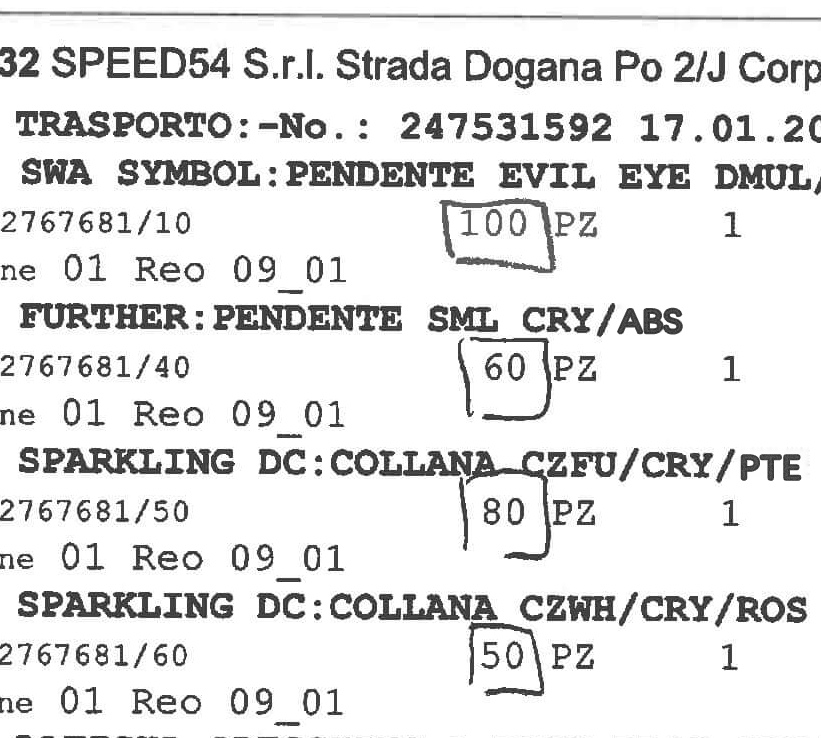 32 SPEED54 S.r.l. Strada Dogana Po 2/J Corp
TRASPORTO:-No.: 247531592 17.01.20
SWA SYMBOL:PENDENTE EVIL EYE DMUL/
2767681/10 100 PZ 1
ne 01 Reo 09_01
FURTHER:PENDENTE SML CRY/ABS
2767681/40 60 PZ 1
ne 01 Reo 09_01
SPARKLING DC:COLLANA CZFU/CRY/PTE
2767681/50 80 PZ 1
ne 01 Reo 09_01
SPARKLING DC:COLLANA CZWH/CRY/ROS
2767681/60 50 PZ 1
ne 01 Reo 09_01